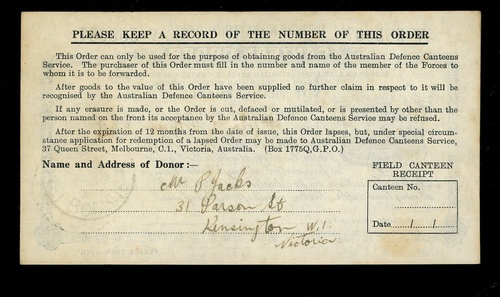 PLEASE KEEP A RECORD OF THE NUMBER OF THIS ORDER
This Order can only be used for the purpose of obtaining goods from the Australian Defence Canteens
Service. The purchaser of this Order must fill in the number and name of the member of the Forces to
whom it is to be forwarded.
After goods to the value of this Order have been supplied no further claim in respect to it will be
recognised by the Australian Defence Canteens Service.
If any erasure is made, or the Order is cut, defaced or mutilated, or is presented by other than the
person named on the front its acceptance by the Australian Defence Canteens Service may be refused.
After the expiration of 12 months from the date of issue, this Order lapses, but, under special circum-
stance application for redemption of a lapsed Order may be made to Australian Defence Canteens Service,
37 Queen Street, Melbourne, C.1., Victoria, Australia. (Box 1775Q,G.P.O.)
Name and Address of Donor:—
Mr P Jacks
31 Parson St
Kensington W.1.
Victoria
FIELD CANTEEN
RECEIPT
Canteen No.
Date / /